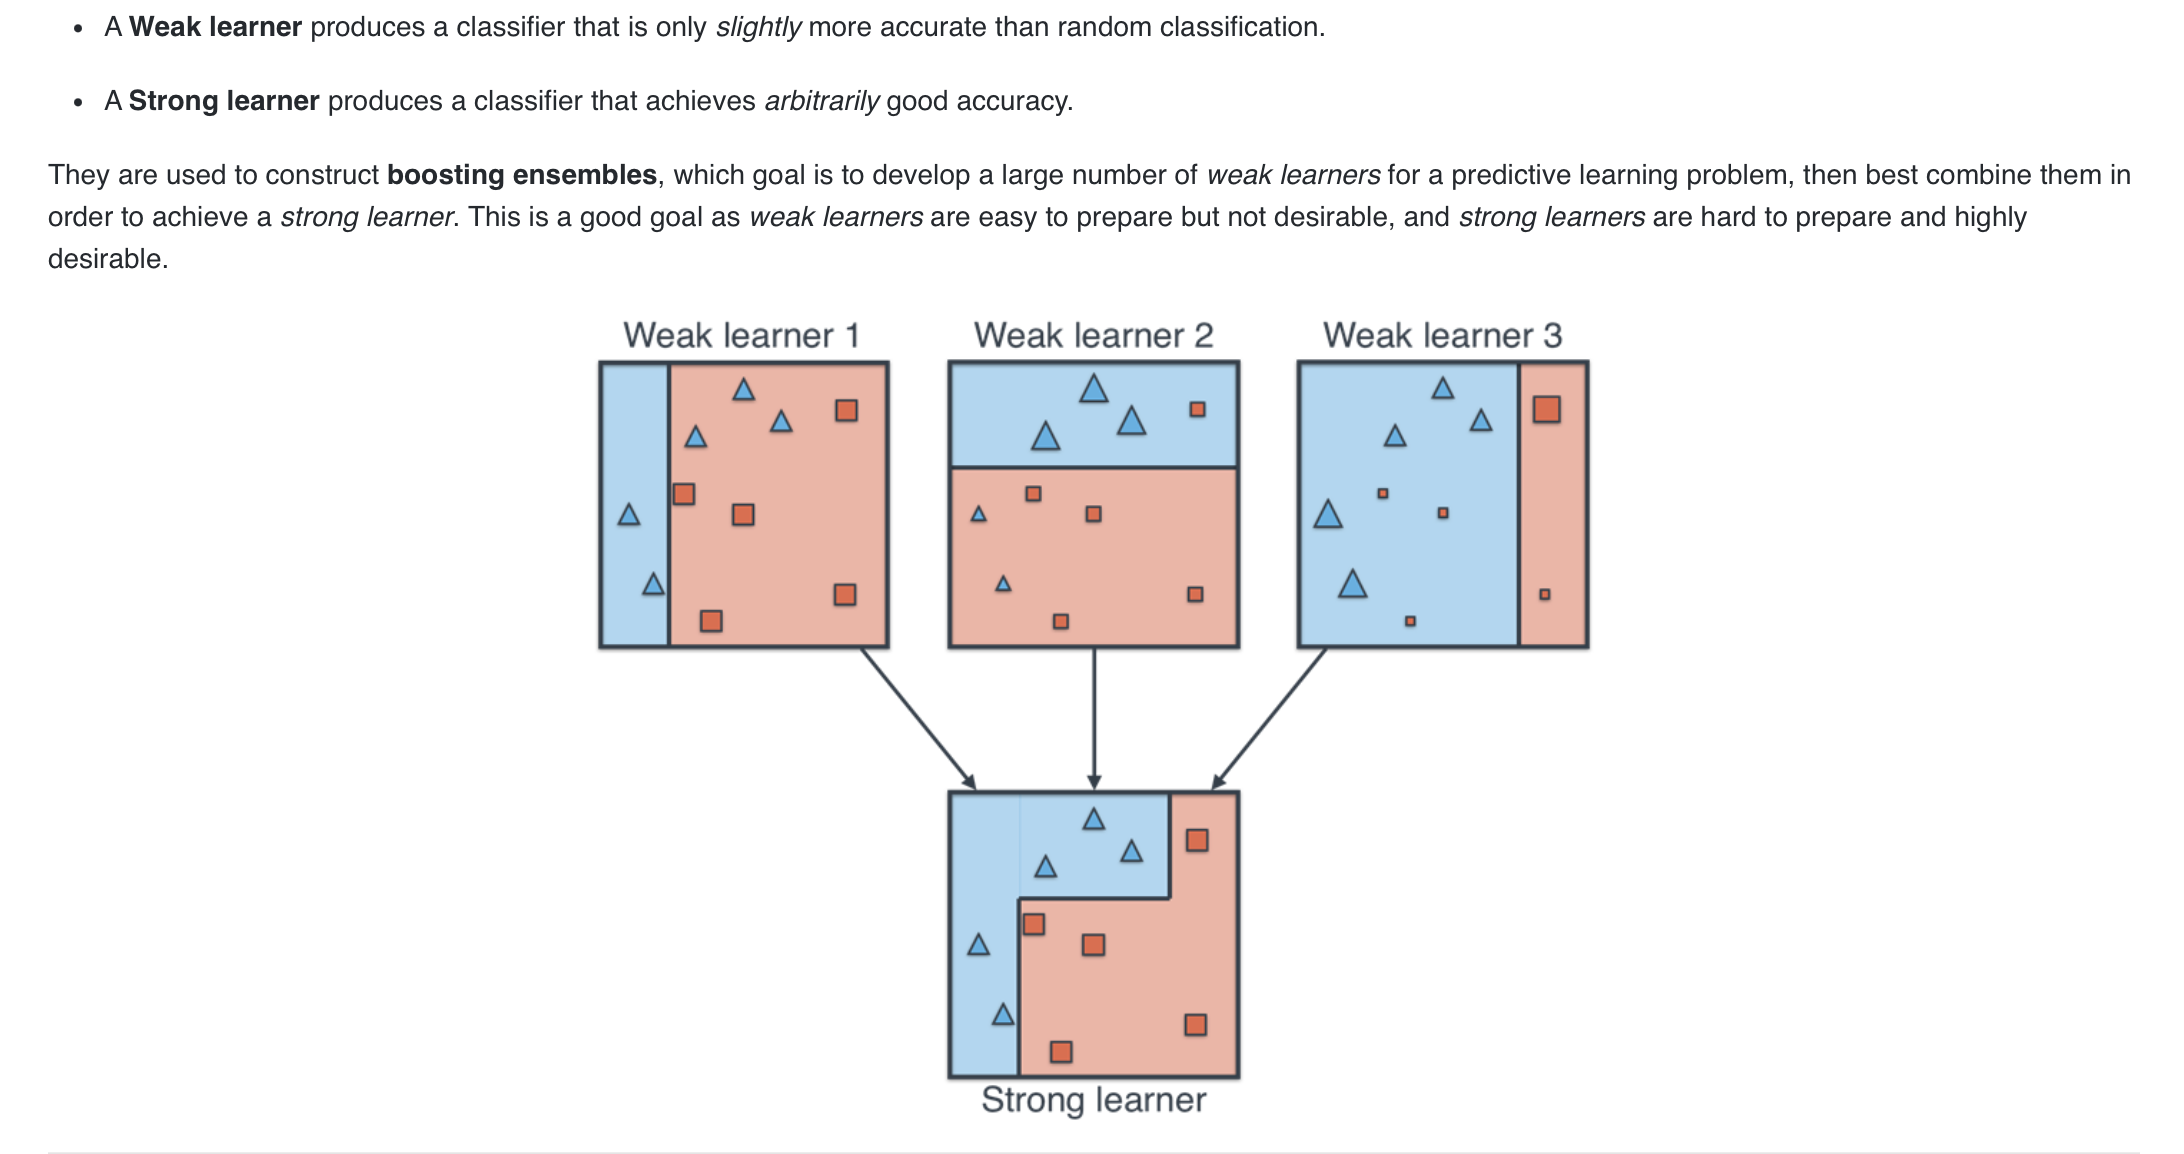 A Weak learner produces a classifier that is only slightly more accurate than random classification.
A Strong learner produces a classifier that achieves arbitrarily good accuracy.
They are used to construct boosting ensembles, which goal is to develop a large number of weak learners for a predictive learning problem, then best combine them in
order to achieve a strong learner. This is a good goal as weak learners are easy to prepare but not desirable, and strong learners are hard to prepare and highly
desirable.
Weak learner 1
Weak learner 2
Weak learner 3
Strong learner